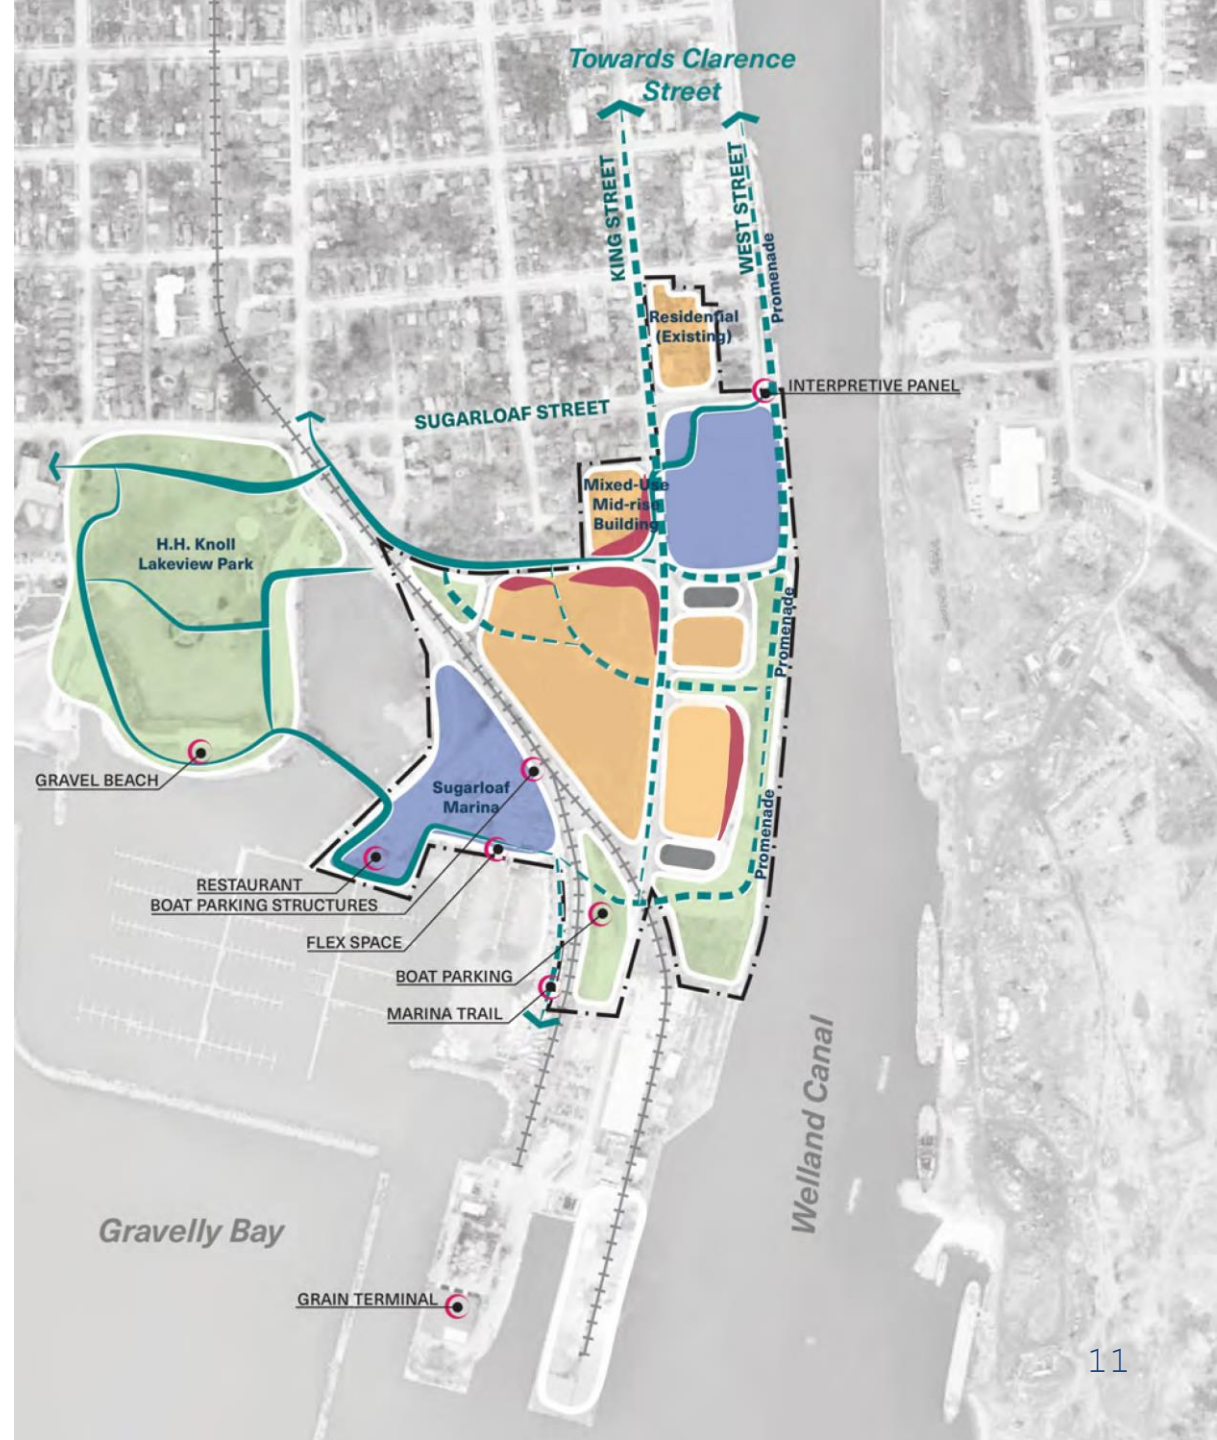 Towards Clarence
Street
KING STREET
WEST STREET
Promenade
Residential
(Existing)
INTERPRETIVE PANEL
SUGARLOAF STREET
Mixed-Use
Mid-rise
Building
H.H. Knoll
Lakeview Park
Promenade
GRAVEL BEACH
Sugarloaf
Marina
Promenade
RESTAURANT
BOAT PARKING STRUCTURES
FLEX SPACE
BOAT PARKING
MARINA TRAIL
Welland Canal
Gravelly Bay
GRAIN TERMINAL
11